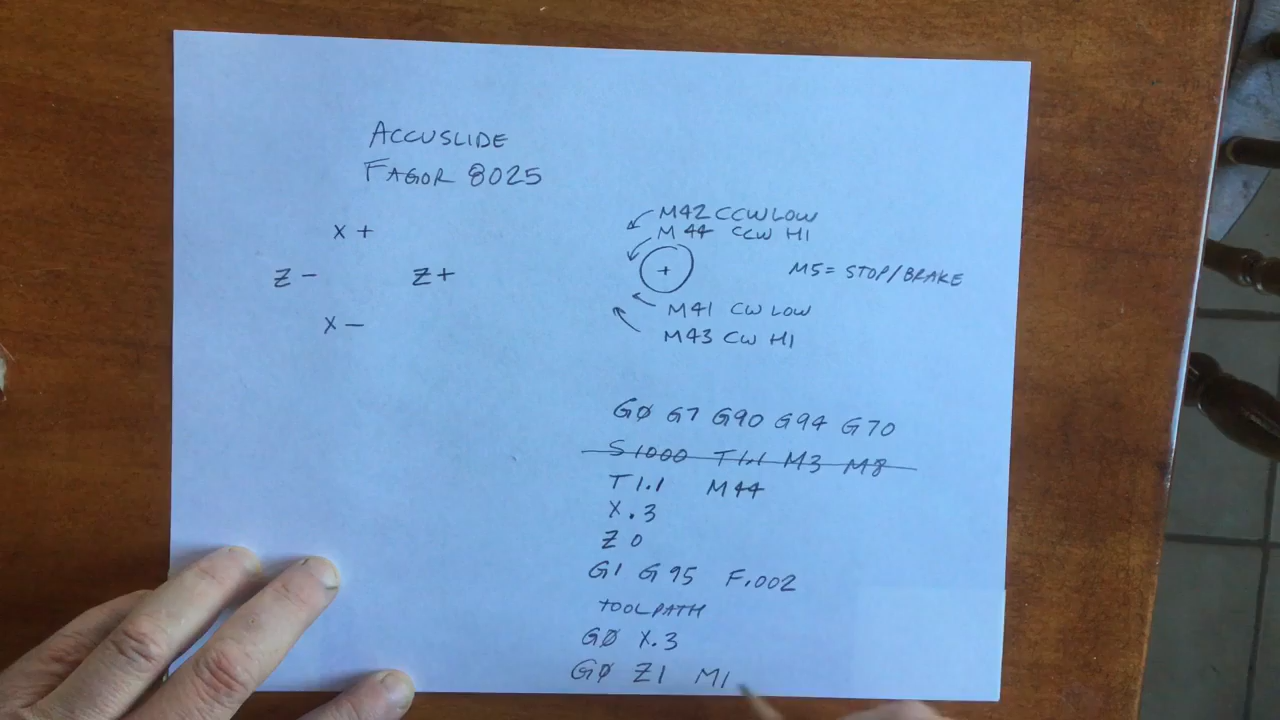 ACCUSLIDE
FAGOR 8025
X +
Z - Z+
X -
M42 CCW LOW
M 44 CCW HI
+
M5 = STOP/BRAKE
M41 CW LOW
M43 CW HI
GØ G7 G90 G94 G70
S1000 T1.1 M3 M8
T1.1 M44
X.3
Z0
G1 G95 F.002
TOOLPATH
GØ X.3
GØ Z1 M1